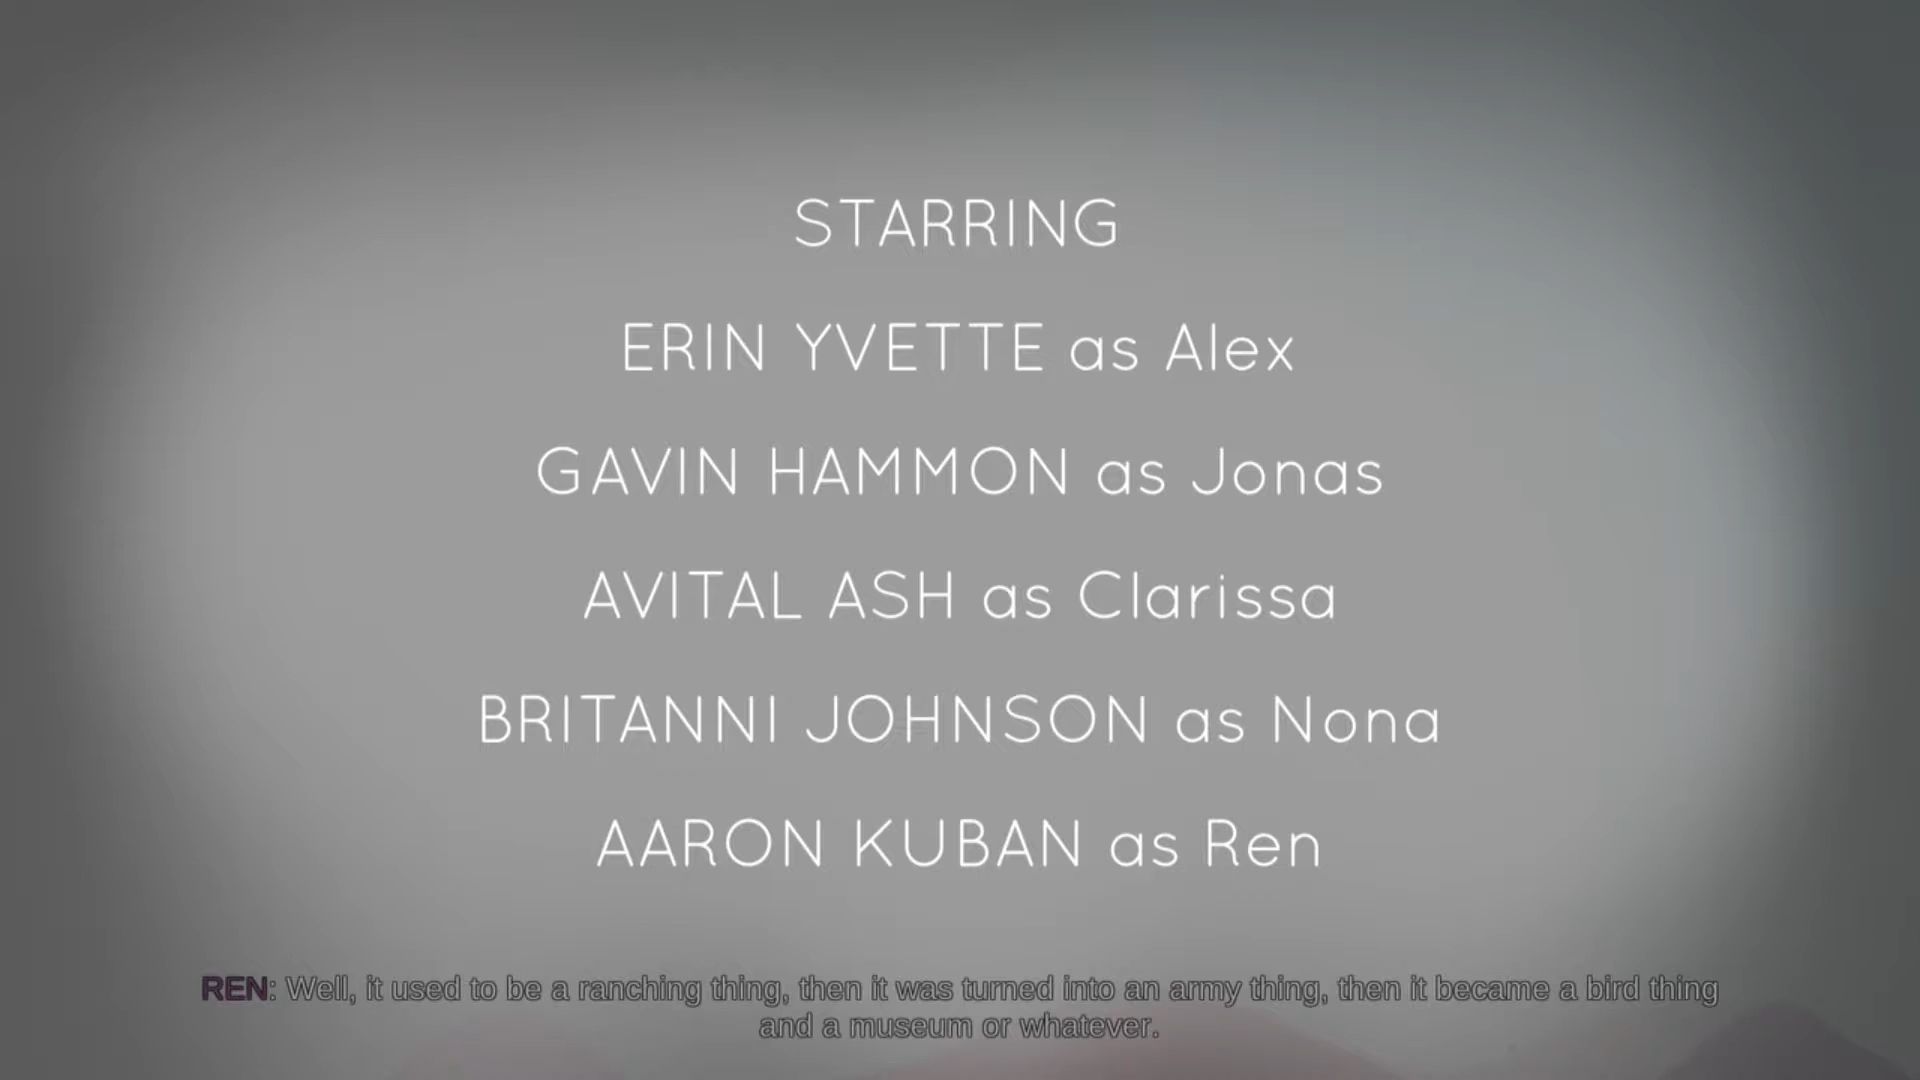 STARRING
ERIN YVETTE as Alex
GAVIN HAMMON as Jonas
AVITAL ASH as Clarissa
BRITANNI JOHNSON as Nona
AARON KUBAN as Ren
REN: Well, it used to be a ranching thing, then it was turned into an army thing, then it became a bird thing
and a museum or whatever.